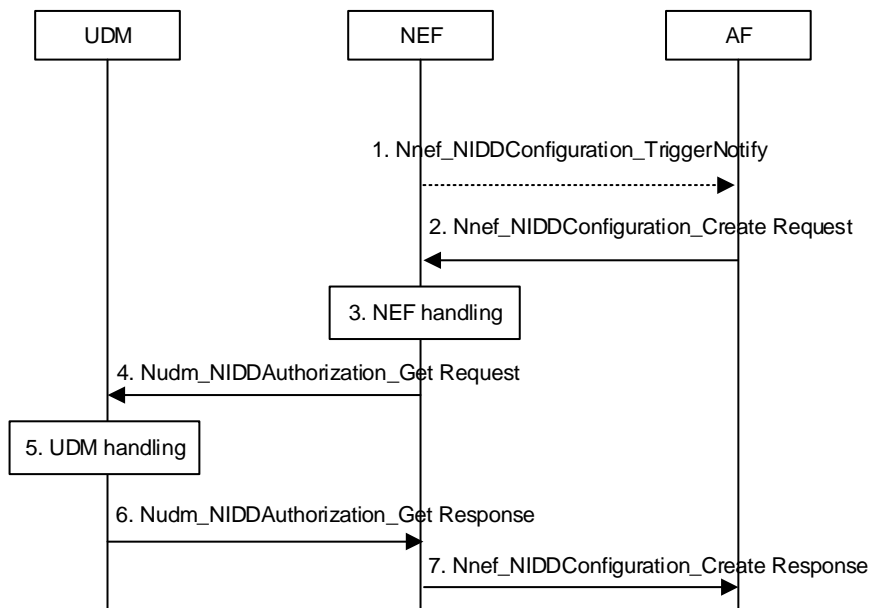 UDM
NEF
AF
1. Nnef_NIDDConfiguration_TriggerNotify
2. Nnef_NIDDConfiguration_Create Request
3. NEF handling
4. Nudm_NIDDAuthorization_Get Request
5. UDM handling
6. Nudm_NIDDAuthorization_Get Response
7. Nnef_NIDDConfiguration_Create Response